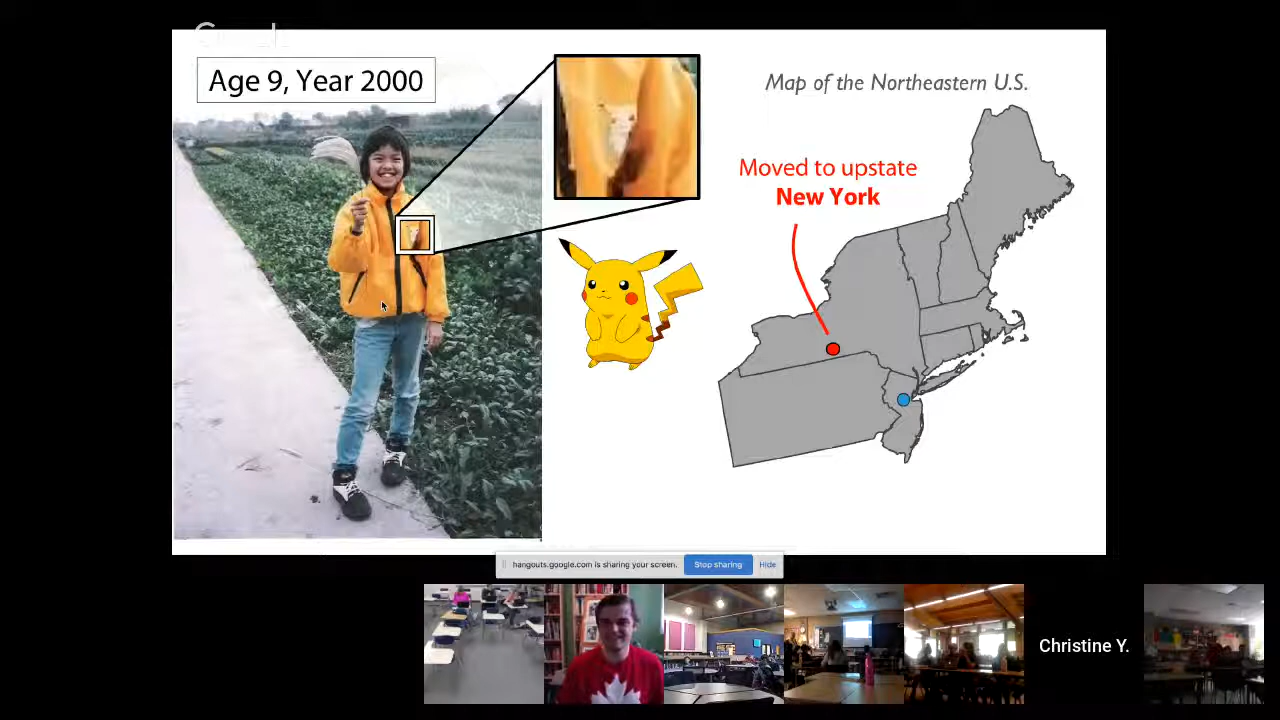 Age 9, Year 2000
Map of the Northeastern U.S.
Moved to upstate
New York
hangouts.google.com is sharing your screen.
Stop sharing
Hide
Christine Y.